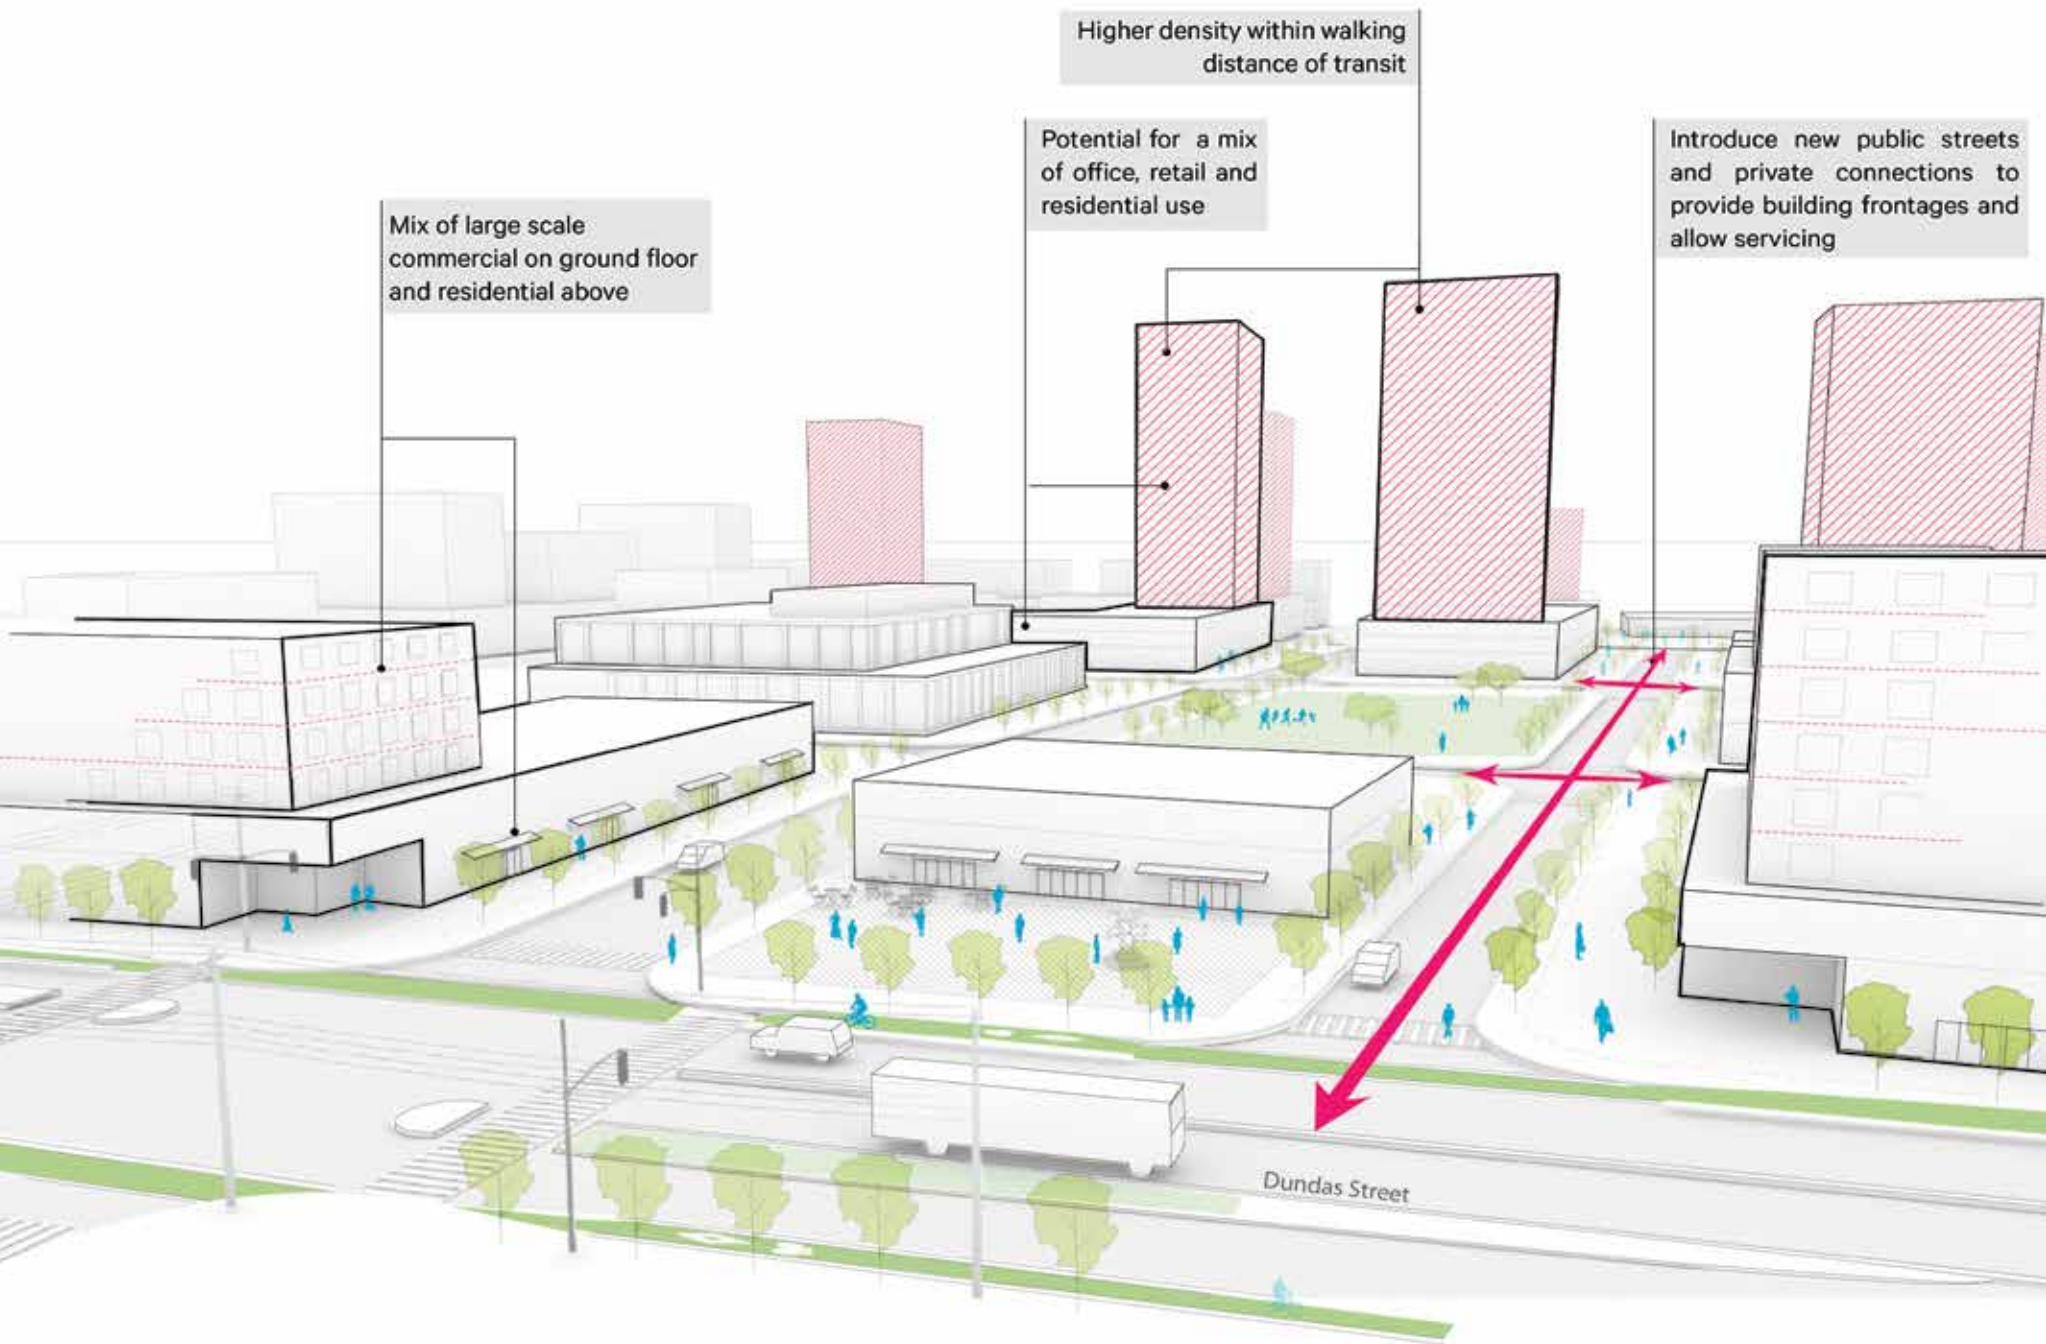 Higher density within walking
distance of transit
Potential for a mix
of office, retail and
residential use
Introduce new public streets
and private connections to
provide building frontages and
allow servicing
Mix of large scale
commercial on ground floor
and residential above
Dundas Street